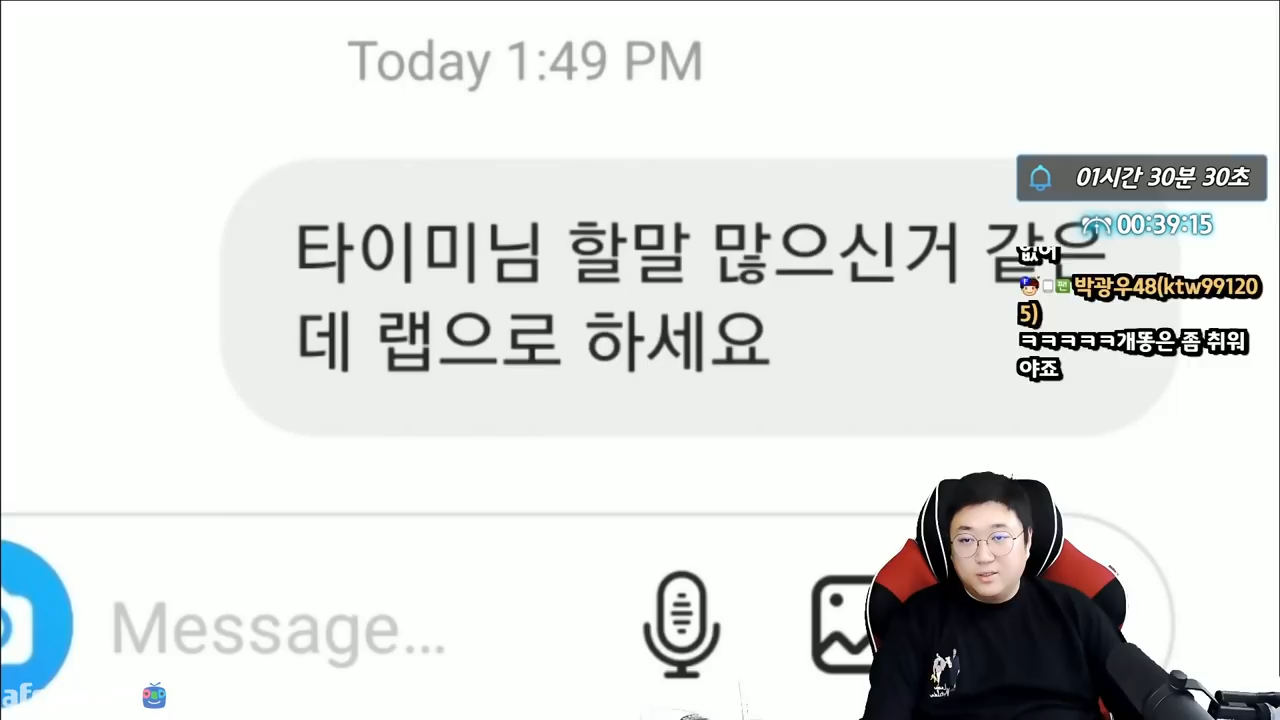 Today 1:49 PM
타이미님 할말 많으신거 같은
데 랩으로 하세요
01시간 30분 30초
00:39:15
없어
박광우48(ktw99120
5)
ㅋㅋㅋㅋㅋ개똥은 좀 취워
야죠
Message...